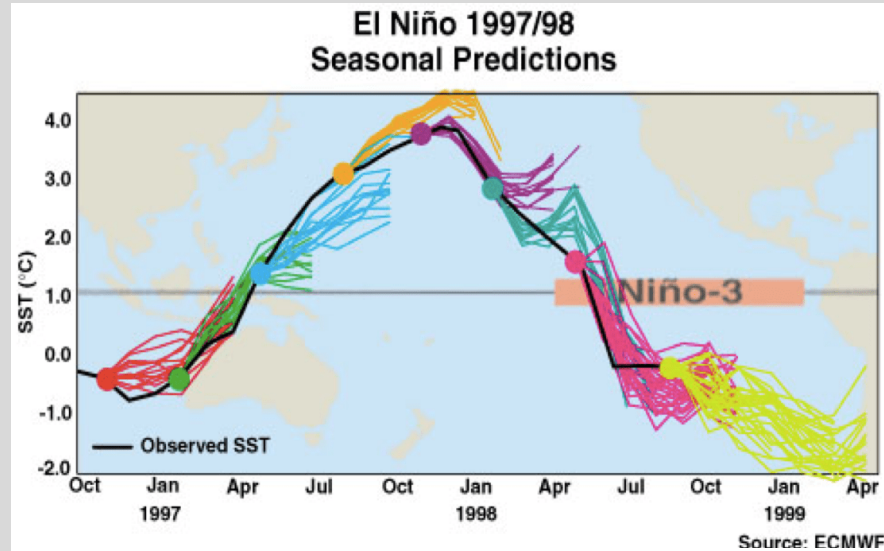 El Niño 1997/98
Seasonal Predictions
4.0
3.0
2.0
1.0
0.0
-1.0
-2.0
SST (°C)
Niño-3
Observed SST
Oct Jan Apr Jul Oct Jan Apr Jul Oct Jan Apr
1997 1998 1999
Source: ECMWF